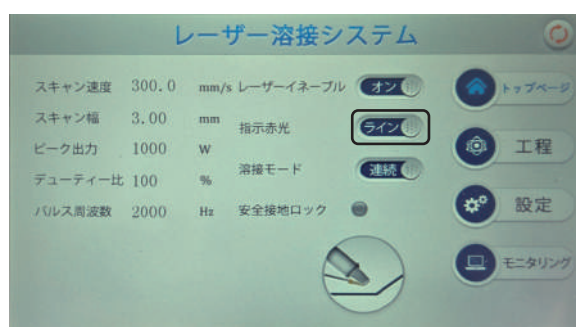 レーザー溶接システム
スキャン速度 300.0 mm/s レーザーイネーブル オン
スキャン幅 3.00 mm
指示赤光 ライン
ピーク出力 1000 W
溶接モード 連続
デューティー比 100 %
パルス周波数 2000 Hz 安全接地ロック
トップページ
工程
設定
モニタリング